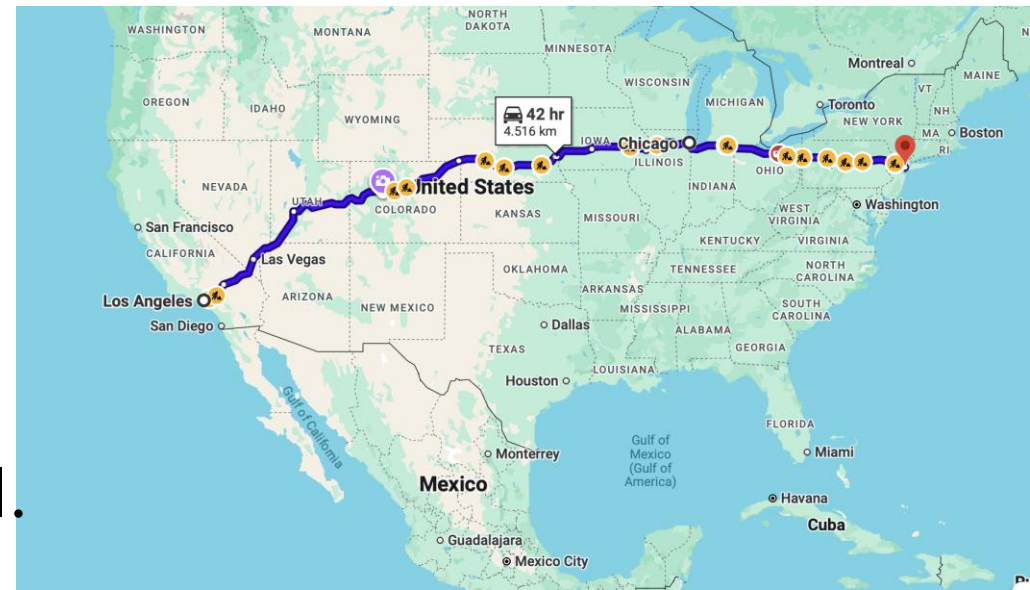 NORTH
DAKOTA
WASHINGTON
MONTANA
MINNESOTA
Montreal
MAINE
WISCONSIN
VT
OREGON
IDAHO
MICHIGAN
Toronto
NH
42 hr
4.516 km
WYOMING
NEW YORK
MA
Boston
IOWA
Chicago
RI
ILLINOIS
OHIO
NEVADA
United States
INDIANA
UTAH
COLORADO
KANSAS
MISSOURI
WEST
VIRGINIA
Washington
San Francisco
KENTUCKY
VIRGINIA
CALIFORNIA
Las Vegas
OKLAHOMA
TENNESSEE
NORTH
CAROLINA
Los Angeles
ARIZONA
NEW MEXICO
ARKANSAS
MISSISSIPPI
SOUTH
CAROLINA
San Diego
Dallas
ALABAMA
TEXAS
GEORGIA
LOUISIANA
Houston
Gulf of California
FLORIDA
Gulf of
Mexico
(Gulf of
America)
Monterrey
Miami
Mexico
Havana
Cuba
Guadalajara
Mexico City